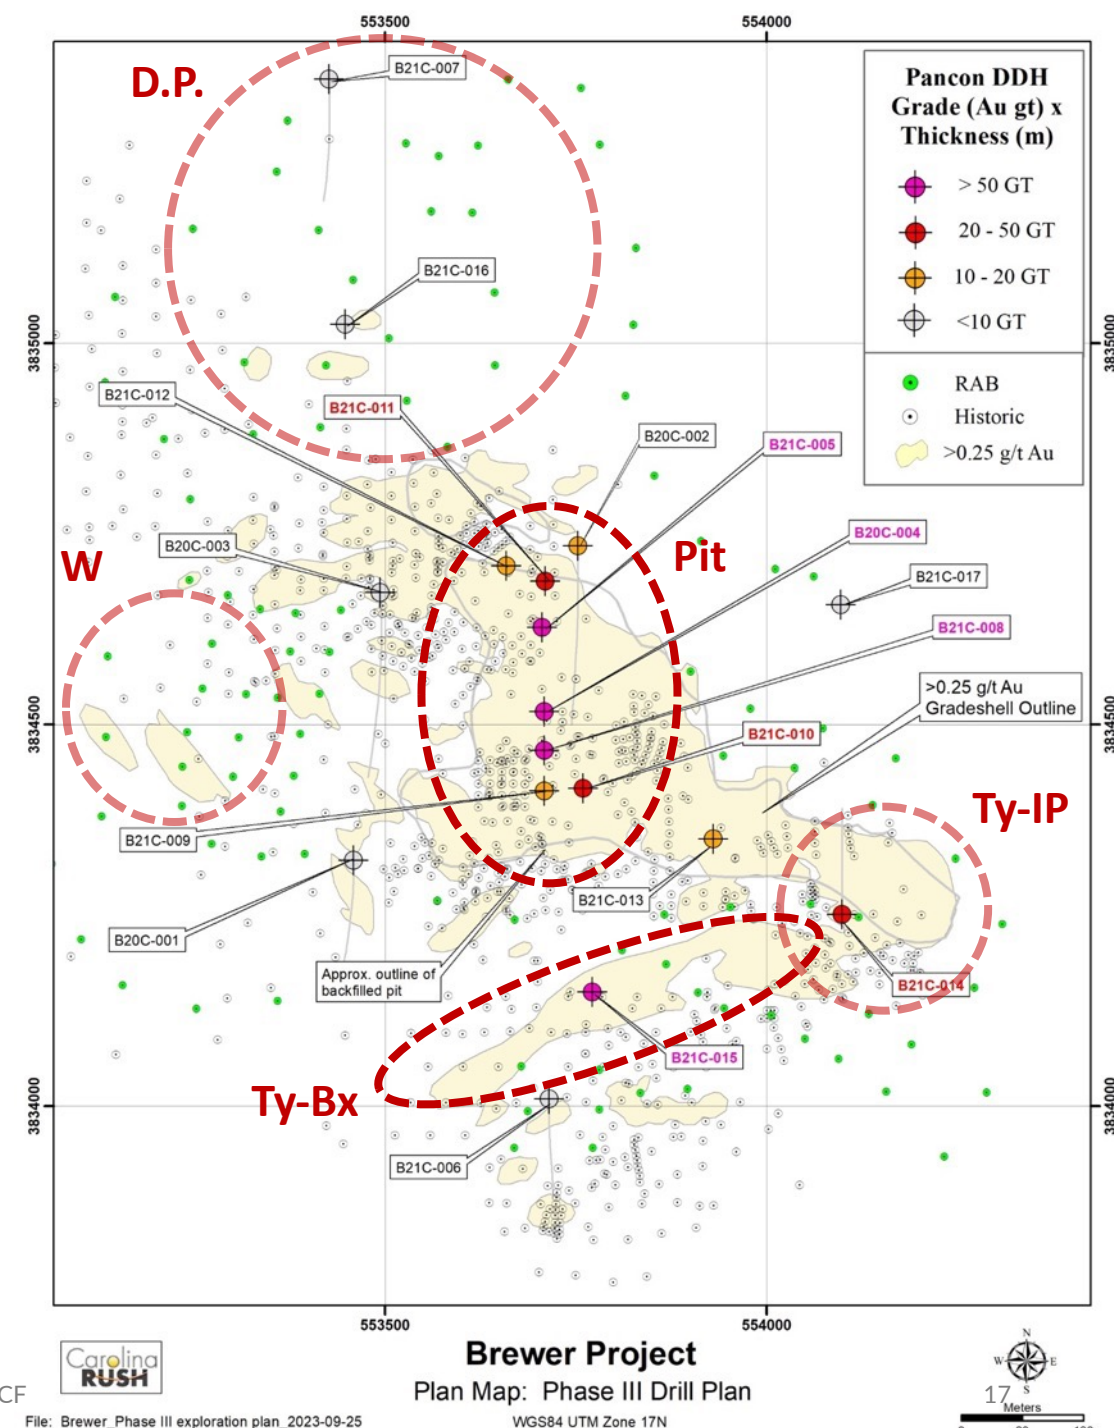 553500
554000
D.P.
B21C-007
Pancon DDH
Grade (Au gt) x
Thickness (m)
> 50 GT
20 - 50 GT
10 - 20 GT
<10 GT
B21C-016
3835000
3835000
RAB
Historic
>0.25 g/t Au
B21C-012
B21C-011
B20C-002
B21C-005
W
B20C-003
Pit
B20C-004
B21C-017
B21C-008
>0.25 g/t Au
Gradeshell Outline
3834500
3834500
B21C-010
Ty-IP
B21C-009
B21C-013
B20C-001
Approx. outline of
backfilled pit
B21C-014
B21C-015
Ty-Bx
3834000
3834000
B21C-006
553500
554000
Carolina
RUSH
Brewer Project
Plan Map: Phase III Drill Plan
N
W
E
S
CF
17
Meters
File: Brewer_Phase III exploration plan_2023-09-25
WGS84 UTM Zone 17N